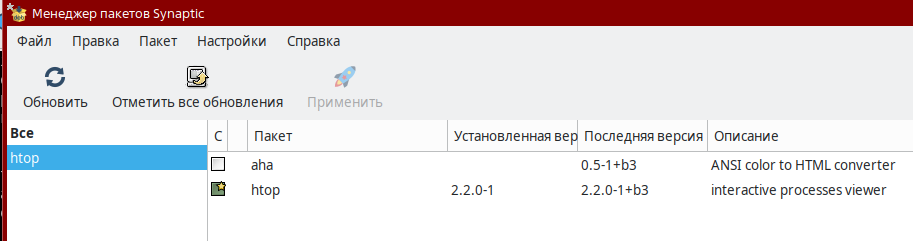 Менеджер пакетов Synaptic
Файл Правка Пакет Настройки Справка
Обновить Отметить все обновления Применить
Все
htop
С Пакет Установленная вер Последняя версия Описание
aha 0.5-1+b3 ANSI color to HTML converter
htop 2.2.0-1 2.2.0-1+b3 interactive processes viewer